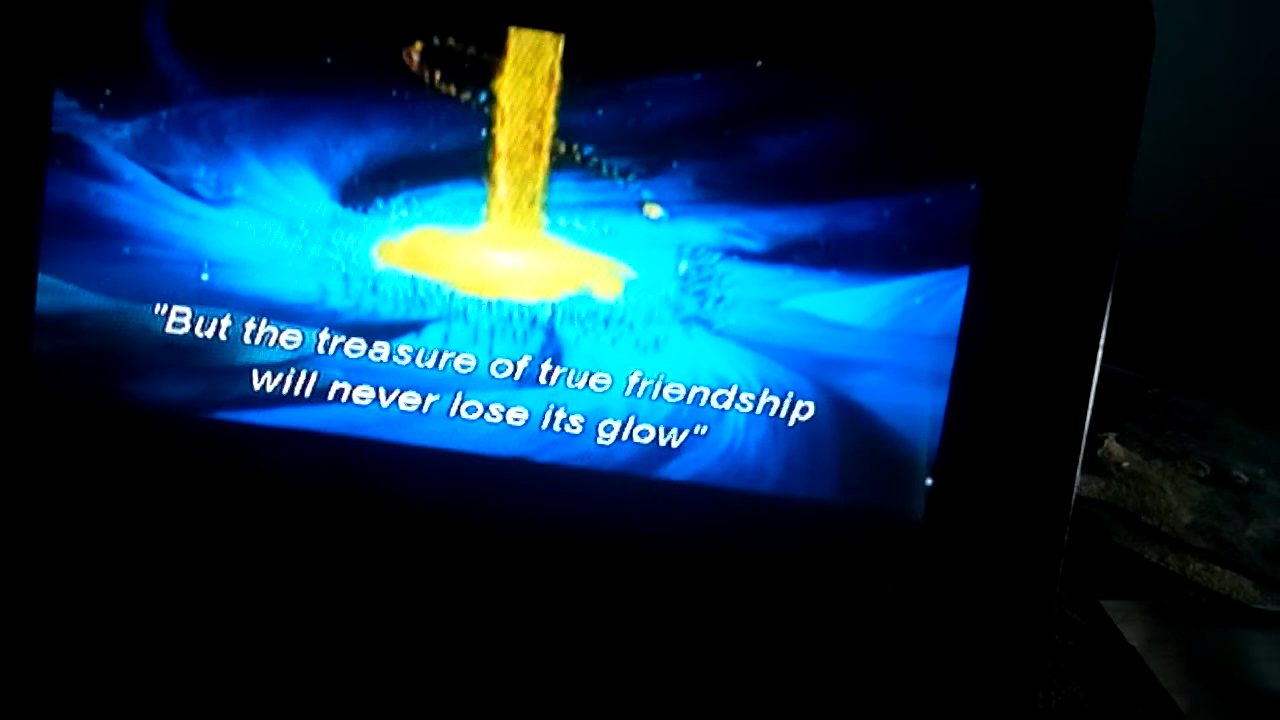 "But the treasure of true friendship
will never lose its glow"